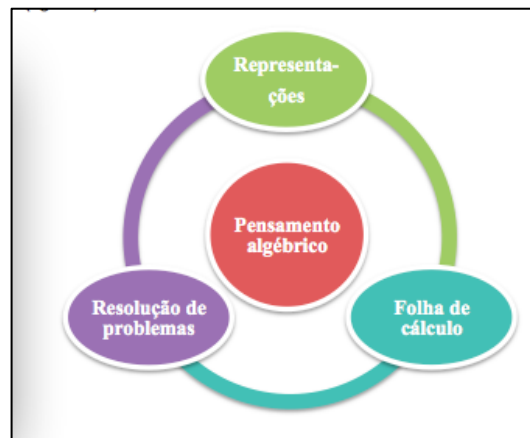 Representa-
ções
Pensamento
algébrico
Resolução de
problemas
Folha de
cálculo